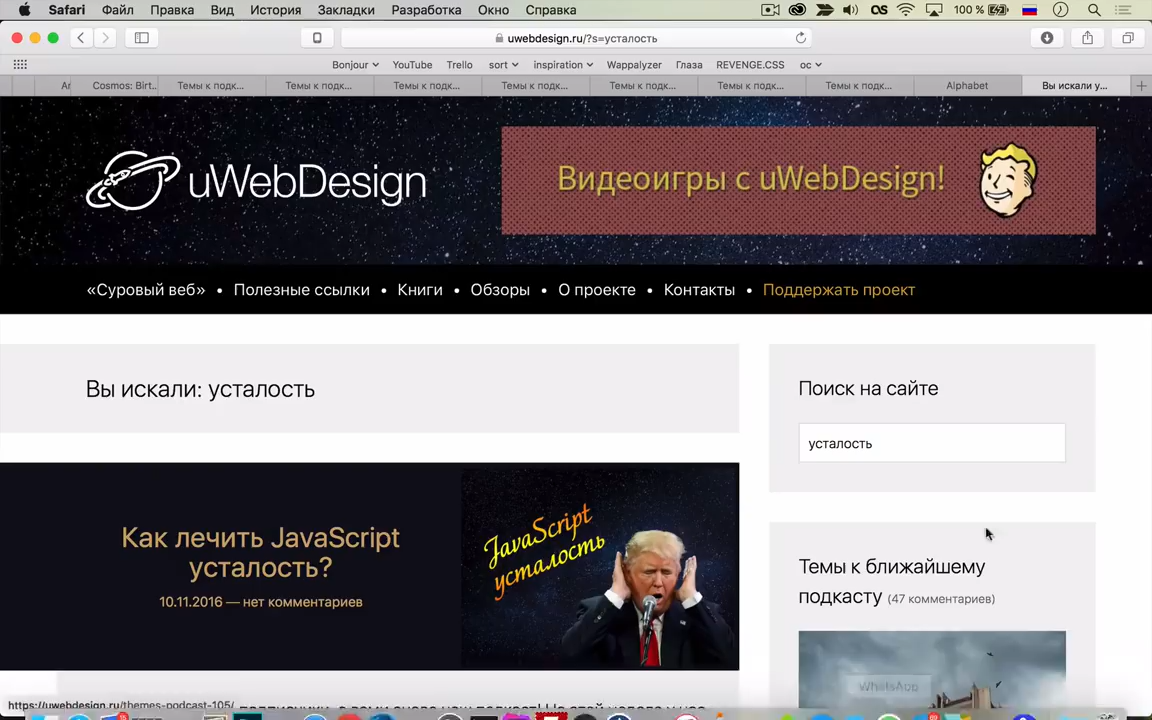 Safari Файл Правка Вид История Закладки Разработка Окно Справка 100 %
uwebdesign.ru/?s=усталость
Bonjour YouTube Trello sort inspiration Wappalyzer Глаза REVENGE.CSS ос
Cosmos: Birt... Темы к подк... Темы к подк... Темы к подк... Темы к подк... Темы к подк... Темы к подк... Темы к подк... Alphabet Вы искали у...
uWebDesign
Видеоигры с uWebDesign!
«Суровый веб» • Полезные ссылки • Книги • Обзоры • О проекте • Контакты • Поддержать проект
Вы искали: усталость
Поиск на сайте
усталость
Как лечить JavaScript
усталость?
10.11.2016 — нет комментариев
JavaScript
усталость
Темы к ближайшему
подкасту (47 комментариев)
WhatsApp
https://uwebdesign.ru/themes-podcast-105/